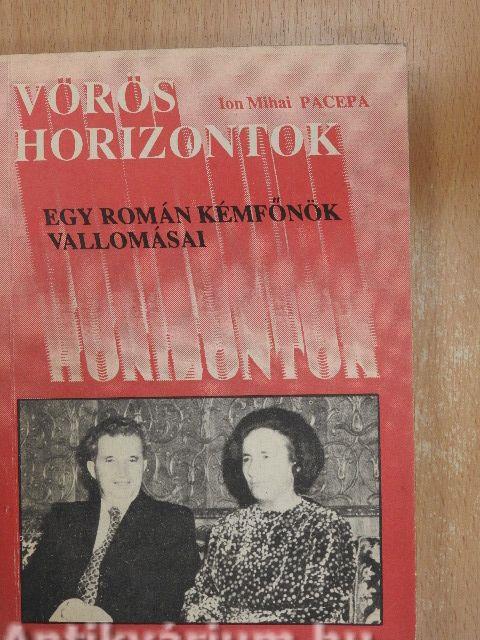 VÖRÖS
Ion Mihai PACEPA
HORIZONTOK
EGY ROMÁN KÉMFŐNÖK
VALLOMÁSAI
HORIZONTOK
Antikvárium.hu